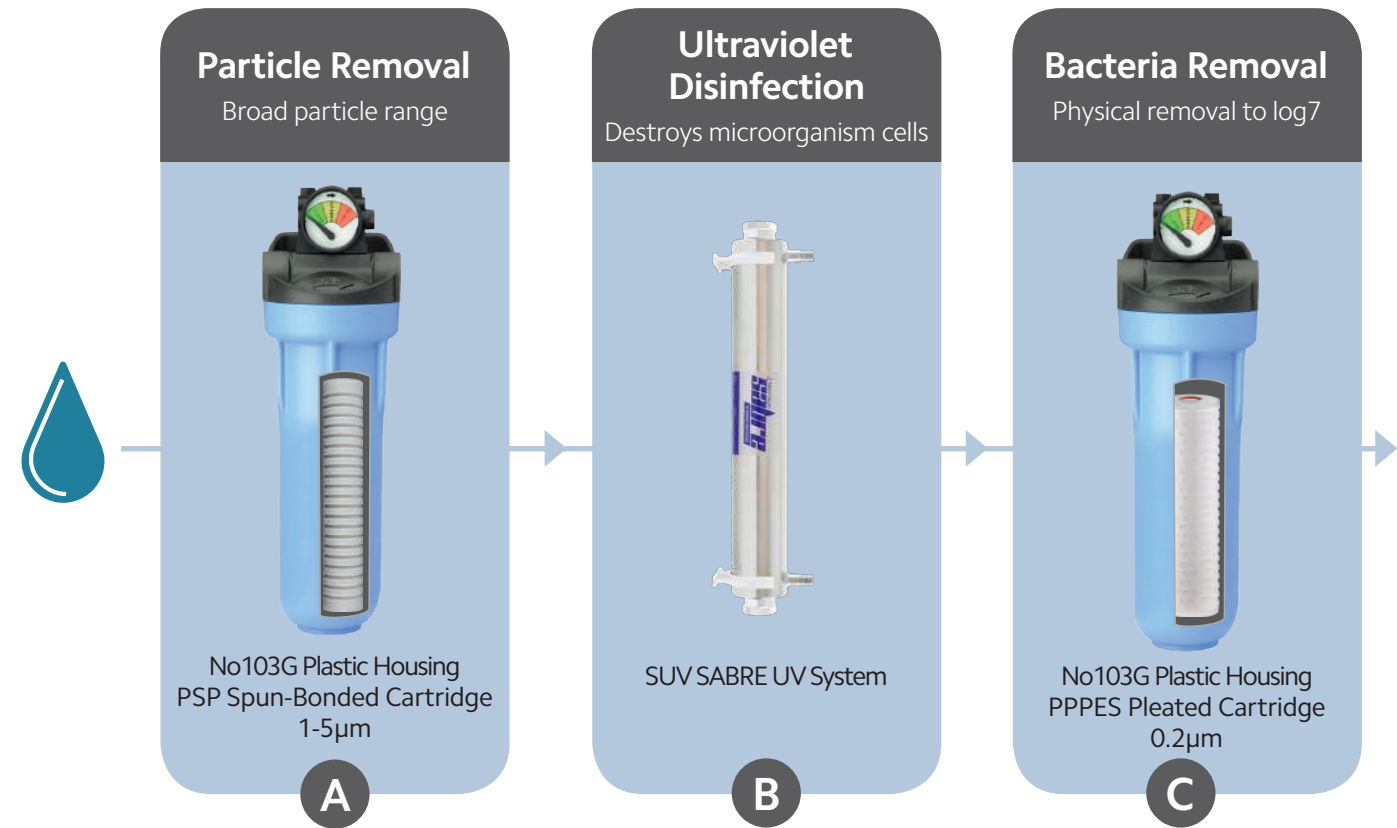 Particle Removal
Broad particle range
No103G Plastic Housing
PSP Spun-Bonded Cartridge
1-5µm
A
Ultraviolet
Disinfection
Destroys microorganism cells
sabre
SUV SABRE UV System
B
Bacteria Removal
Physical removal to log7
No103G Plastic Housing
PPPES Pleated Cartridge
0.2µm
C